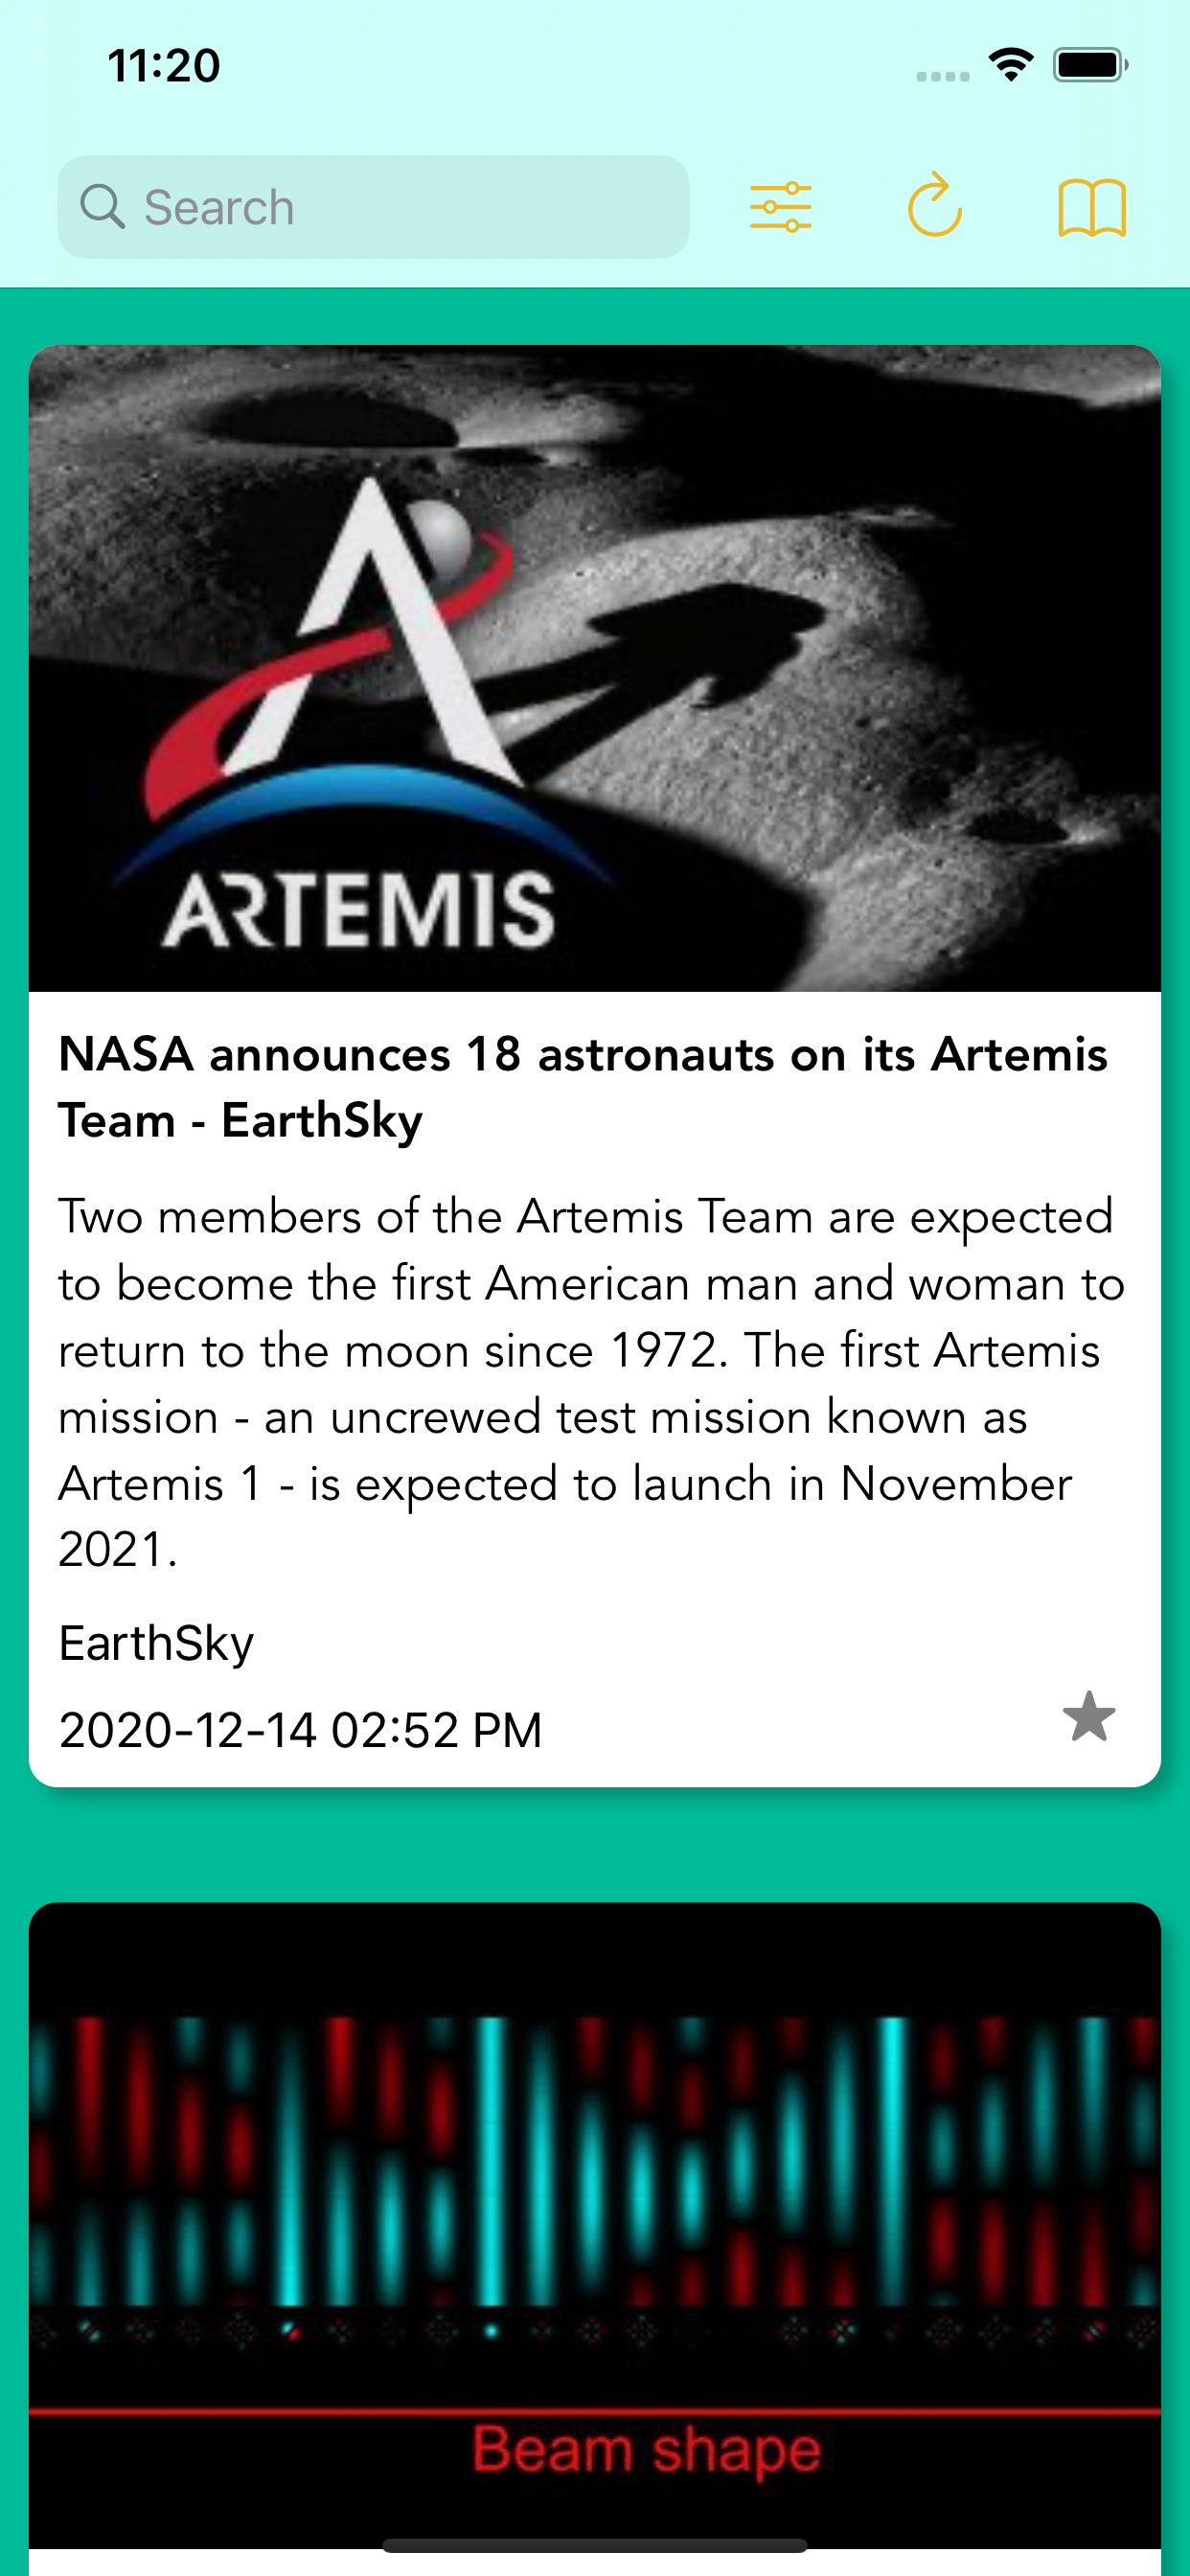 11:20
Search
ARTEMIS
NASA announces 18 astronauts on its Artemis
Team - EarthSky
Two members of the Artemis Team are expected
to become the first American man and woman to
return to the moon since 1972. The first Artemis
mission - an uncrewed test mission known as
Artemis 1 - is expected to launch in November
2021.
EarthSky
2020-12-14 02:52 PM
Beam shape